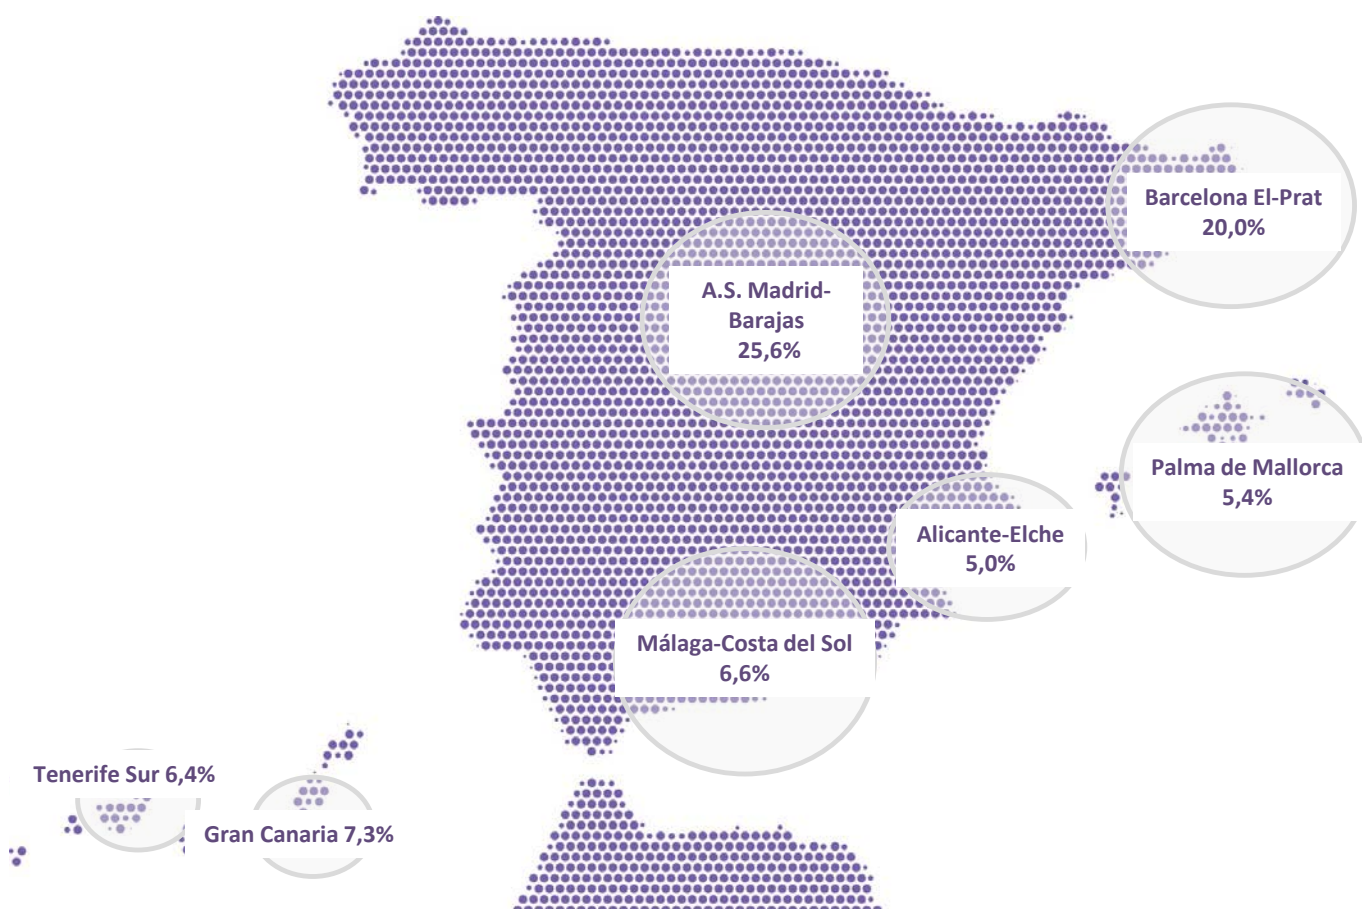 Barcelona El-Prat
20,0%
A.S. Madrid-
Barajas
25,6%
Palma de Mallorca
5,4%
Alicante-Elche
5,0%
Málaga-Costa del Sol
6,6%
Tenerife Sur 6,4%
Gran Canaria 7,3%